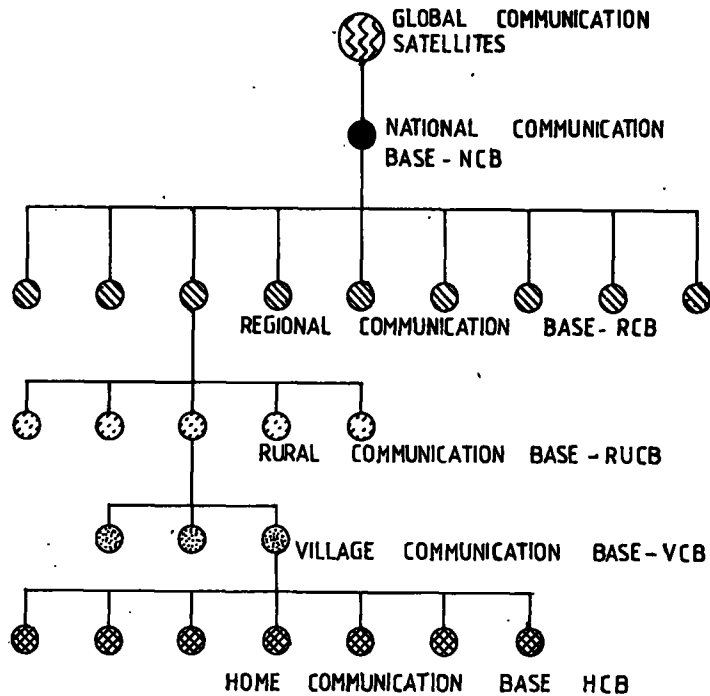 GLOBAL COMMUNICATION
SATELLITES
NATIONAL COMMUNICATION
BASE - NCB
REGIONAL COMMUNICATION BASE - RCB
RURAL COMMUNICATION BASE - RUCB
VILLAGE COMMUNICATION BASE - VCB
HOME COMMUNICATION BASE HCB